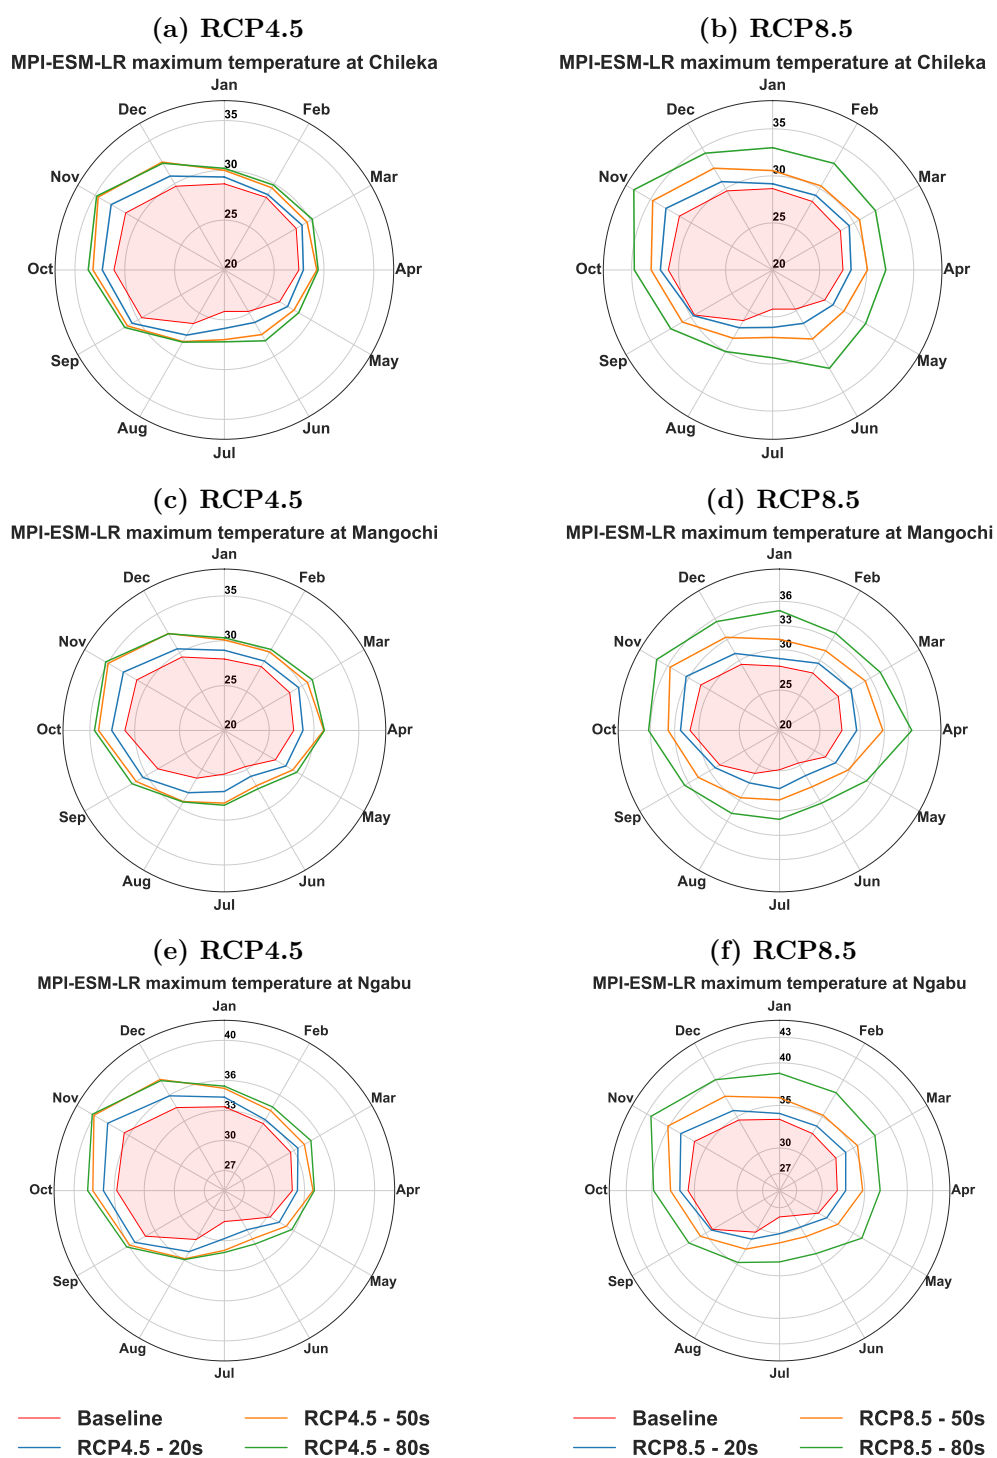 (a) RCP4.5
MPI-ESM-LR maximum temperature at Chileka
Jan
Feb
Mar
Apr
May
Jun
Jul
Aug
Sep
Oct
Nov
Dec
35
30
25
20
(b) RCP8.5
MPI-ESM-LR maximum temperature at Chileka
Jan
Feb
Mar
Apr
May
Jun
Jul
Aug
Sep
Oct
Nov
Dec
35
30
25
20
(c) RCP4.5
MPI-ESM-LR maximum temperature at Mangochi
Jan
Feb
Mar
Apr
May
Jun
Jul
Aug
Sep
Oct
Nov
Dec
35
30
25
20
(d) RCP8.5
MPI-ESM-LR maximum temperature at Mangochi
Jan
Feb
Mar
Apr
May
Jun
Jul
Aug
Sep
Oct
Nov
Dec
36
33
30
25
20
(e) RCP4.5
MPI-ESM-LR maximum temperature at Ngabu
Jan
Feb
Mar
Apr
May
Jun
Jul
Aug
Sep
Oct
Nov
Dec
40
36
33
30
27
(f) RCP8.5
MPI-ESM-LR maximum temperature at Ngabu
Jan
Feb
Mar
Apr
May
Jun
Jul
Aug
Sep
Oct
Nov
Dec
43
40
35
30
27
Baseline
RCP4.5 - 20s
RCP4.5 - 50s
RCP4.5 - 80s
Baseline
RCP8.5 - 20s
RCP8.5 - 50s
RCP8.5 - 80s